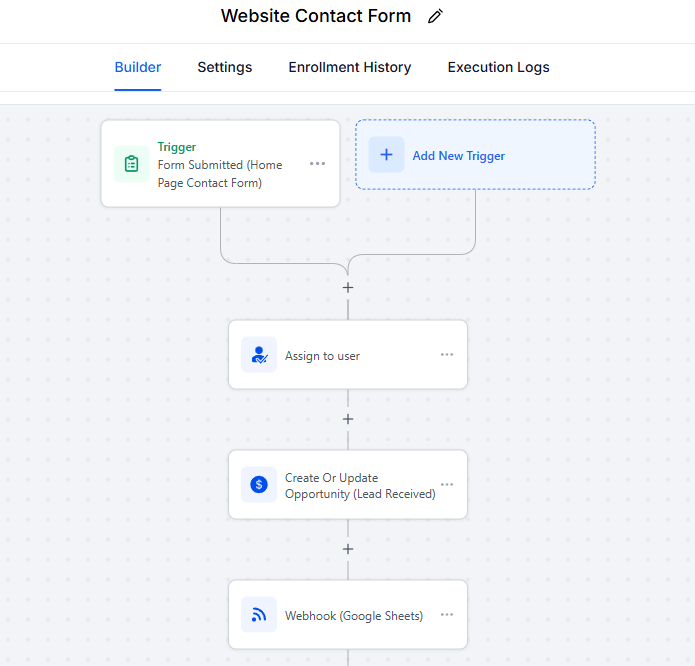 Website Contact Form
Builder
Settings
Enrollment History
Execution Logs
Trigger
Form Submitted (Home
Page Contact Form)
Add New Trigger
Assign to user
Create Or Update
Opportunity (Lead Received)
Webhook (Google Sheets)